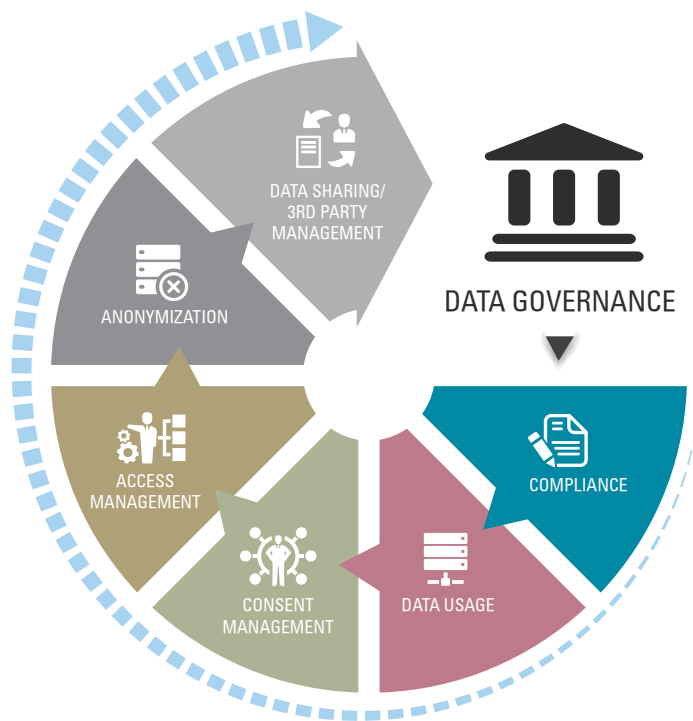 DATA SHARING/
3RD PARTY
MANAGEMENT
DATA GOVERNANCE
ANONYMIZATION
ACCESS
MANAGEMENT
COMPLIANCE
CONSENT
MANAGEMENT
DATA USAGE